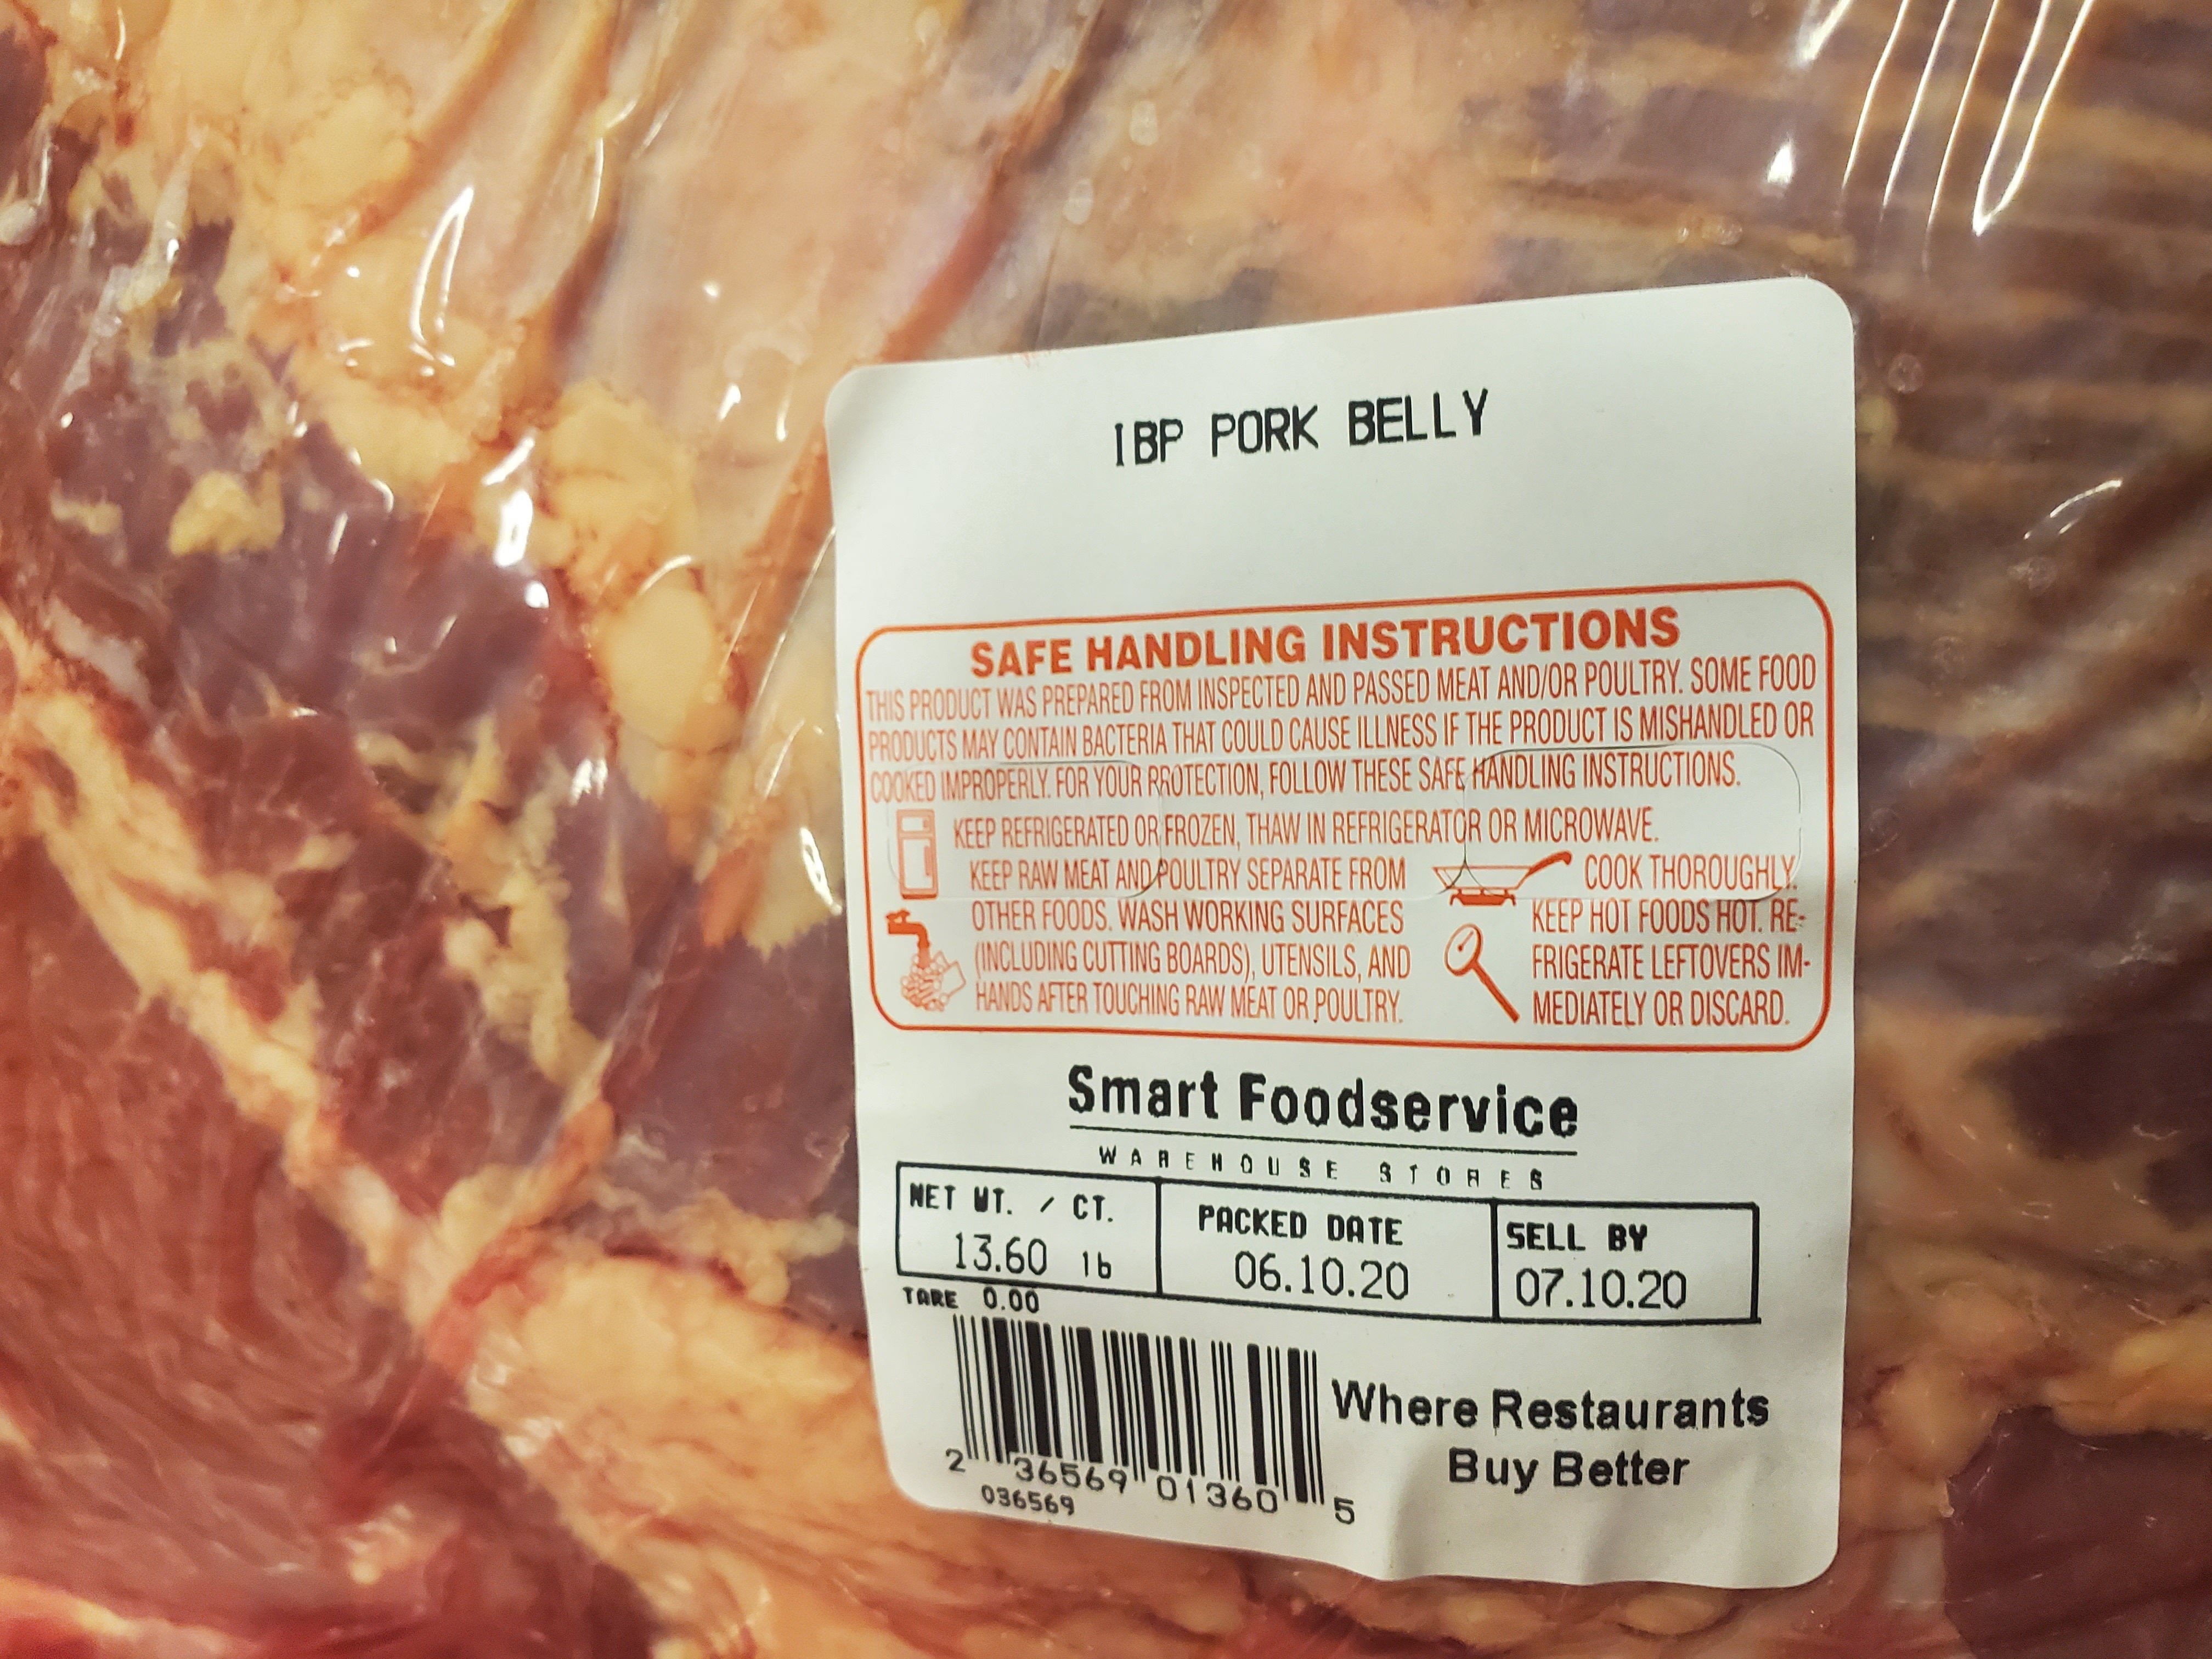 IBP PORK BELLY
SAFE HANDLING INSTRUCTIONS
THIS PRODUCT WAS PREPARED FROM INSPECTED AND PASSED MEAT AND/OR POULTRY. SOME FOOD
PRODUCTS MAY CONTAIN BACTERIA THAT COULD CAUSE ILLNESS IF THE PRODUCT IS MISHANDLED OR
COOKED IMPROPERLY. FOR YOUR PROTECTION, FOLLOW THESE SAFE HANDLING INSTRUCTIONS.
KEEP REFRIGERATED OR FROZEN, THAW IN REFRIGERATOR OR MICROWAVE.
KEEP RAW MEAT AND POULTRY SEPARATE FROM
OTHER FOODS. WASH WORKING SURFACES
(INCLUDING CUTTING BOARDS), UTENSILS, AND
HANDS AFTER TOUCHING RAW MEAT OR POULTRY.
COOK THOROUGHLY.
KEEP HOT FOODS HOT. RE-
FRIGERATE LEFTOVERS IM-
MEDIATELY OR DISCARD.
Smart Foodservice
WAREHOUSE STORES
NET WT. / CT.
13.60 lb
PACKED DATE
06.10.20
SELL BY
07.10.20
TARE 0.00
2 36569 01360 5
036569
Where Restaurants
Buy Better